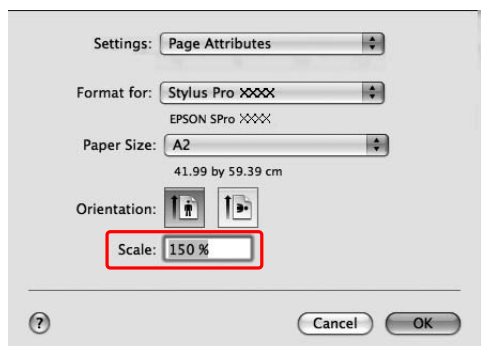 Settings: Page Attributes
Format for: Stylus Pro XXXX
EPSON SPro XXXX
Paper Size: A2
41.99 by 59.39 cm
Orientation:
Scale: 150 %
? Cancel OK